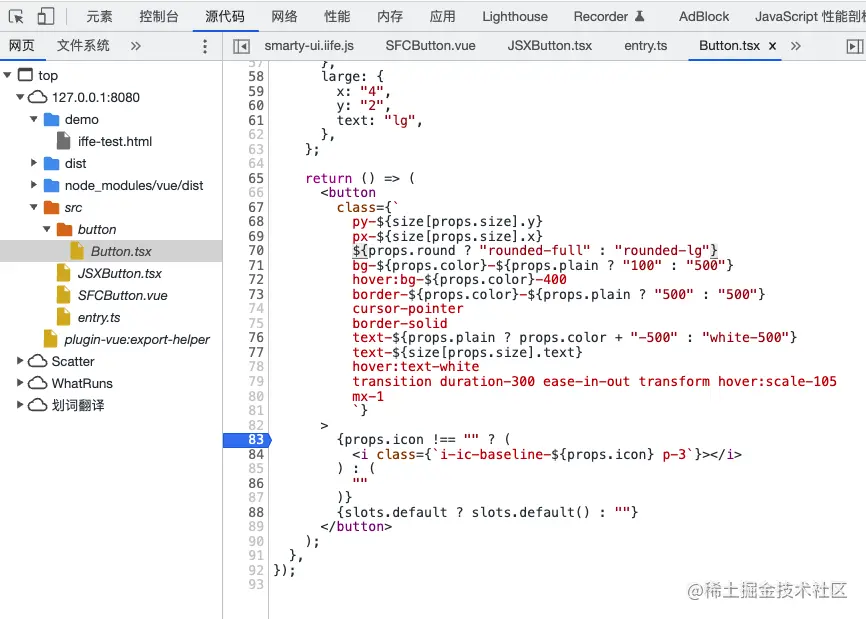 元素 控制台 源代码 网络 性能 内存 应用 Lighthouse Recorder AdBlock JavaScript 性能剖
网页 文件系统 » smarty-ui.iife.js SFCButton.vue JSXButton.tsx entry.ts Button.tsx x »
top
127.0.0.1:8080
demo
iffe-test.html
dist
node_modules/vue/dist
src
button
Button.tsx
JSXButton.tsx
SFCButton.vue
entry.ts
plugin-vue:export-helper
Scatter
WhatRuns
划词翻译
57 },
58 large: {
59 x: "4",
60 y: "2",
61 text: "lg",
62 },
63 };
64
65 return () => (
66 <button
67 class={`
68 py-${size[props.size].y}
69 px-${size[props.size].x}
70 ${props.round ? "rounded-full" : "rounded-lg"}
71 bg-${props.color}-${props.plain ? "100" : "500"}
72 hover:bg-${props.color}-400
73 border-${props.color}-${props.plain ? "500" : "500"}
74 cursor-pointer
75 border-solid
76 text-${props.plain ? props.color + "-500" : "white-500"}
77 text-${size[props.size].text}
78 hover:text-white
79 transition duration-300 ease-in-out transform hover:scale-105
80 mx-1
81 `}
82 >
83 {props.icon !== "" ? (
84 <i class={`i-ic-baseline-${props.icon} p-3`}></i>
85 ) : (
86 ""
87 )}
88 {slots.default ? slots.default() : ""}
89 </button>
90 );
91 },
92 });
93
@稀土掘金技术社区